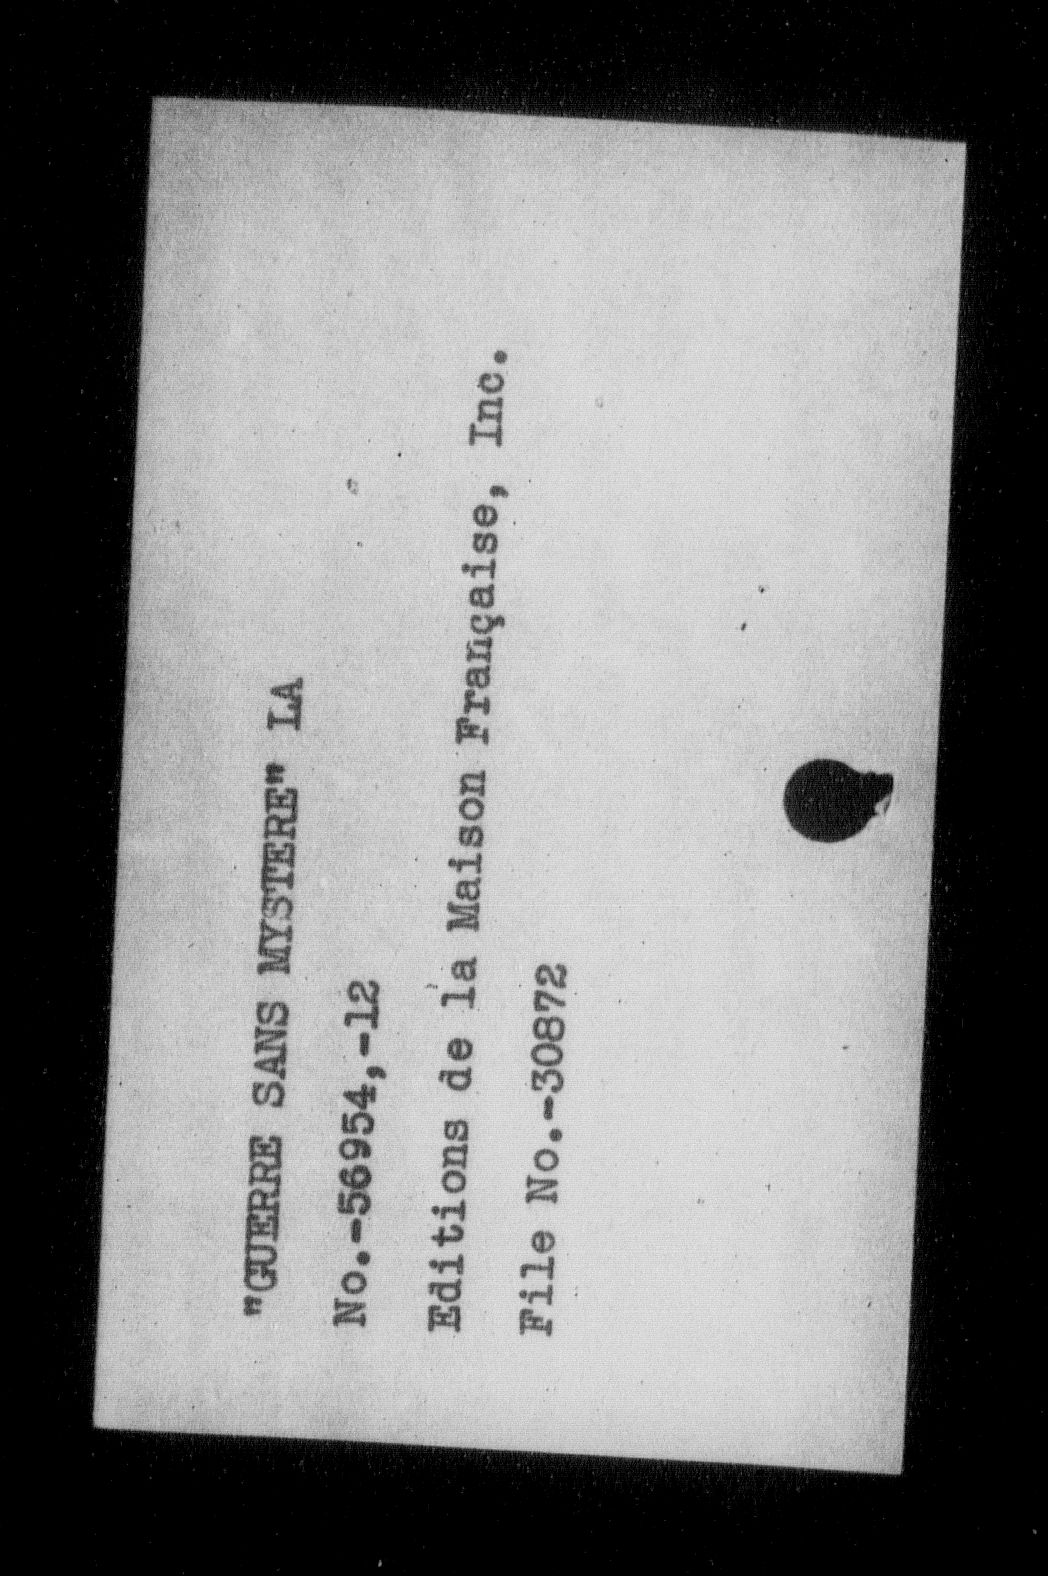 "GUERRE SANS MYSTERE" LA
No.-56954,-12
Editions de la Maison Française, Inc.
File No.-30872